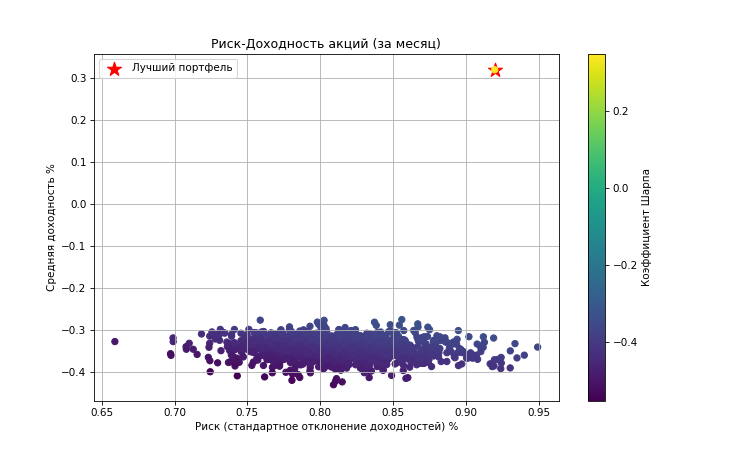 Риск-Доходность акций (за месяц)
Лучший портфель
Средняя доходность %
0.3
0.2
0.1
0.0
−0.1
−0.2
−0.3
−0.4
0.65 0.70 0.75 0.80 0.85 0.90 0.95
Риск (стандартное отклонение доходностей) %
0.2
0.0
−0.2
−0.4
Коэффициент Шарпа